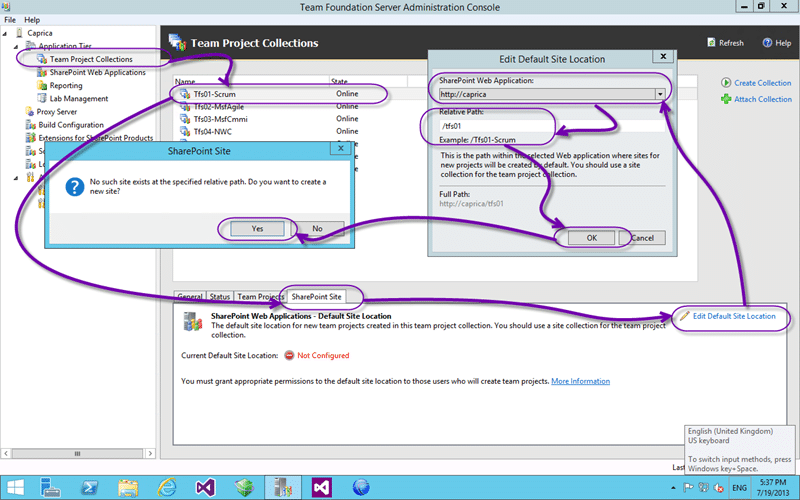 Team Foundation Server Administration Console
File Help
Caprica
Application Tier
Team Project Collections
SharePoint Web Applications
Reporting
Lab Management
Proxy Server
Build Configuration
Extensions for SharePoint Products
Team Project Collections
Refresh
Help
Name State
Tfs01-Scrum Online
Tfs02-MsfAgile Online
Tfs03-MsfCmmi Online
Tfs04-NWC Online
Create Collection
Attach Collection
Edit Default Site Location
SharePoint Web Application:
http://caprica
Relative Path:
/tfs01
Example: /Tfs01-Scrum
This is the path within the selected Web application where sites for
new projects will be created by default. You should use a site
collection for the team project collection.
Full Path:
http://caprica/tfs01
OK Cancel
SharePoint Site
No such site exists at the specified relative path. Do you want to create a
new site?
Yes No
General Status Team Projects SharePoint Site
SharePoint Web Applications - Default Site Location
The default site location for new team projects created in this team project collection. You should use a site collection for the team project
collection.
Edit Default Site Location
Current Default Site Location: Not Configured
You must grant appropriate permissions to the default site location to those users who will create team projects. More Information
English (United Kingdom)
US keyboard
To switch input methods, press
Windows key+Space.
Last
ENG
5:37 PM
7/19/2013